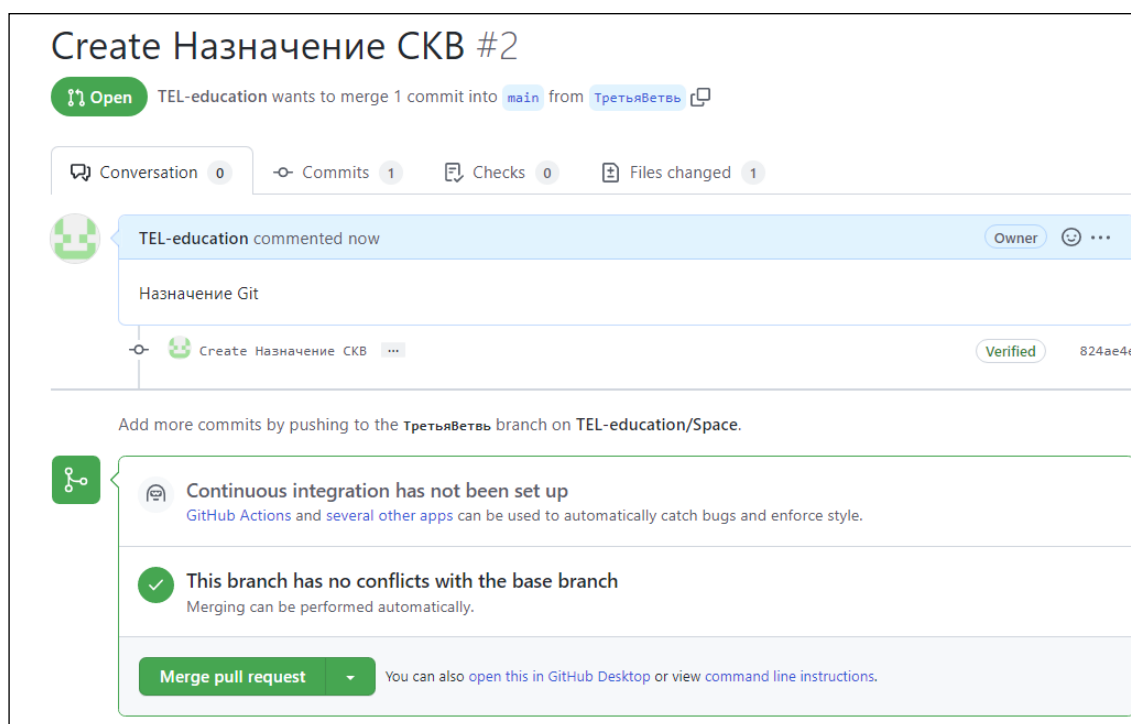 Create Назначение СКВ #2
Open TEL-education wants to merge 1 commit into main from ТретьяВетвь
Conversation 0 Commits 1 Checks 0 Files changed 1
TEL-education commented now Owner
Назначение Git
Create Назначение СКВ Verified 824ae4e
Add more commits by pushing to the ТретьяВетвь branch on TEL-education/Space.
Continuous integration has not been set up
GitHub Actions and several other apps can be used to automatically catch bugs and enforce style.
This branch has no conflicts with the base branch
Merging can be performed automatically.
Merge pull request You can also open this in GitHub Desktop or view command line instructions.